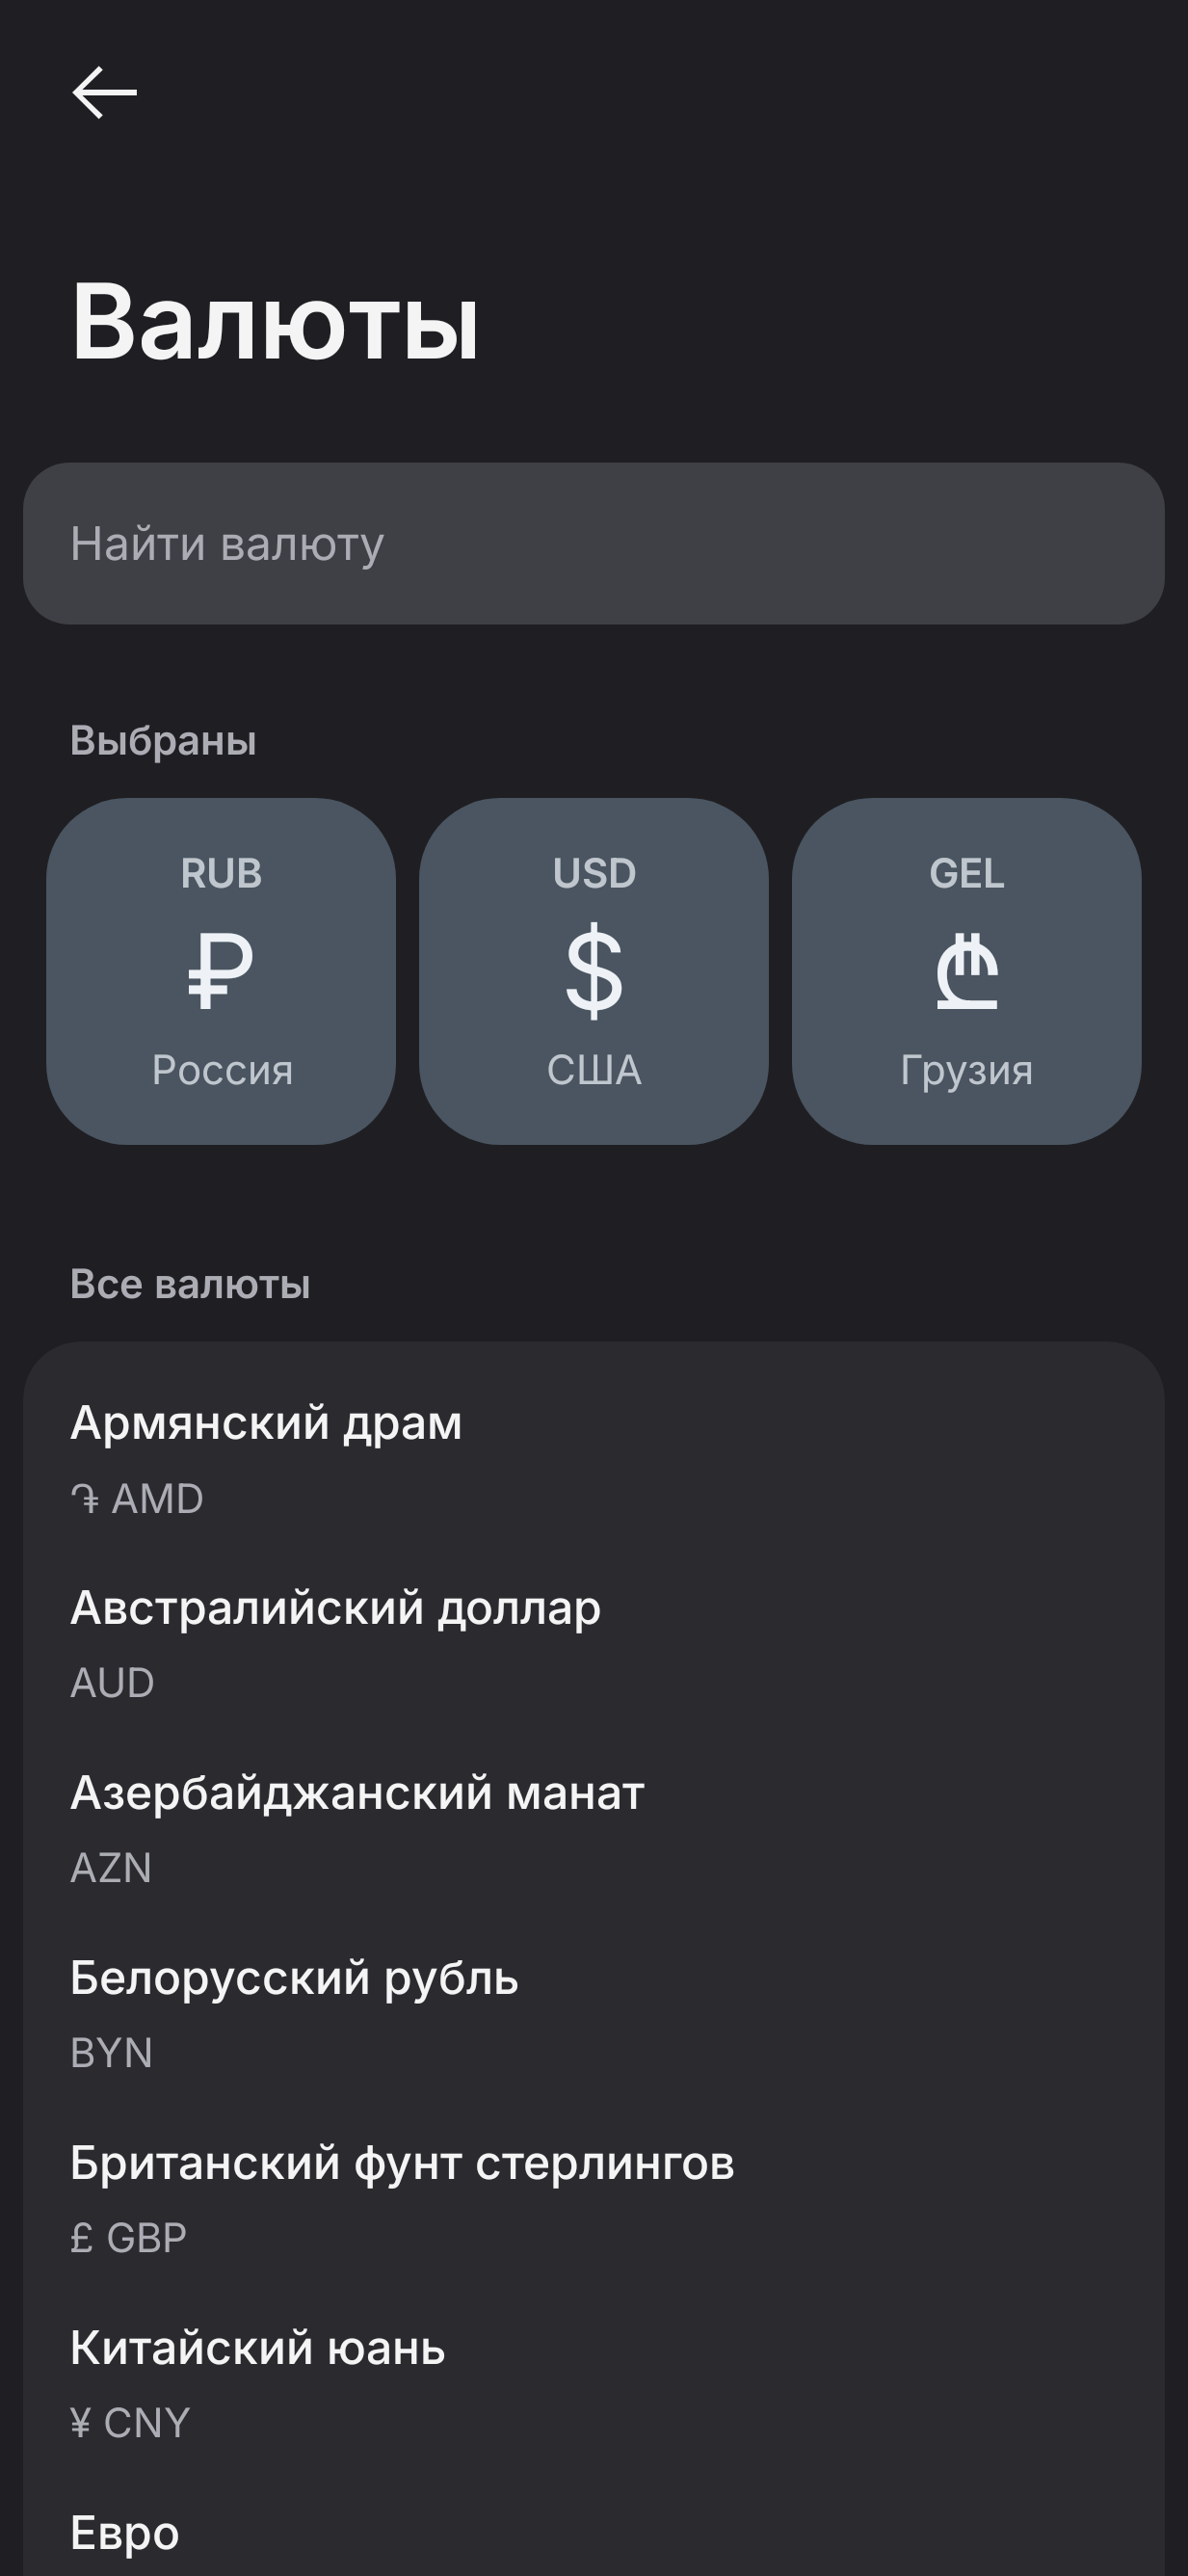 Валюты
Найти валюту
Выбраны
RUB USD GEL
₽ $ ₾
Россия США Грузия
Все валюты
Армянский драм
֏ AMD
Австралийский доллар
AUD
Азербайджанский манат
AZN
Белорусский рубль
BYN
Британский фунт стерлингов
£ GBP
Китайский юань
¥ CNY
Евро